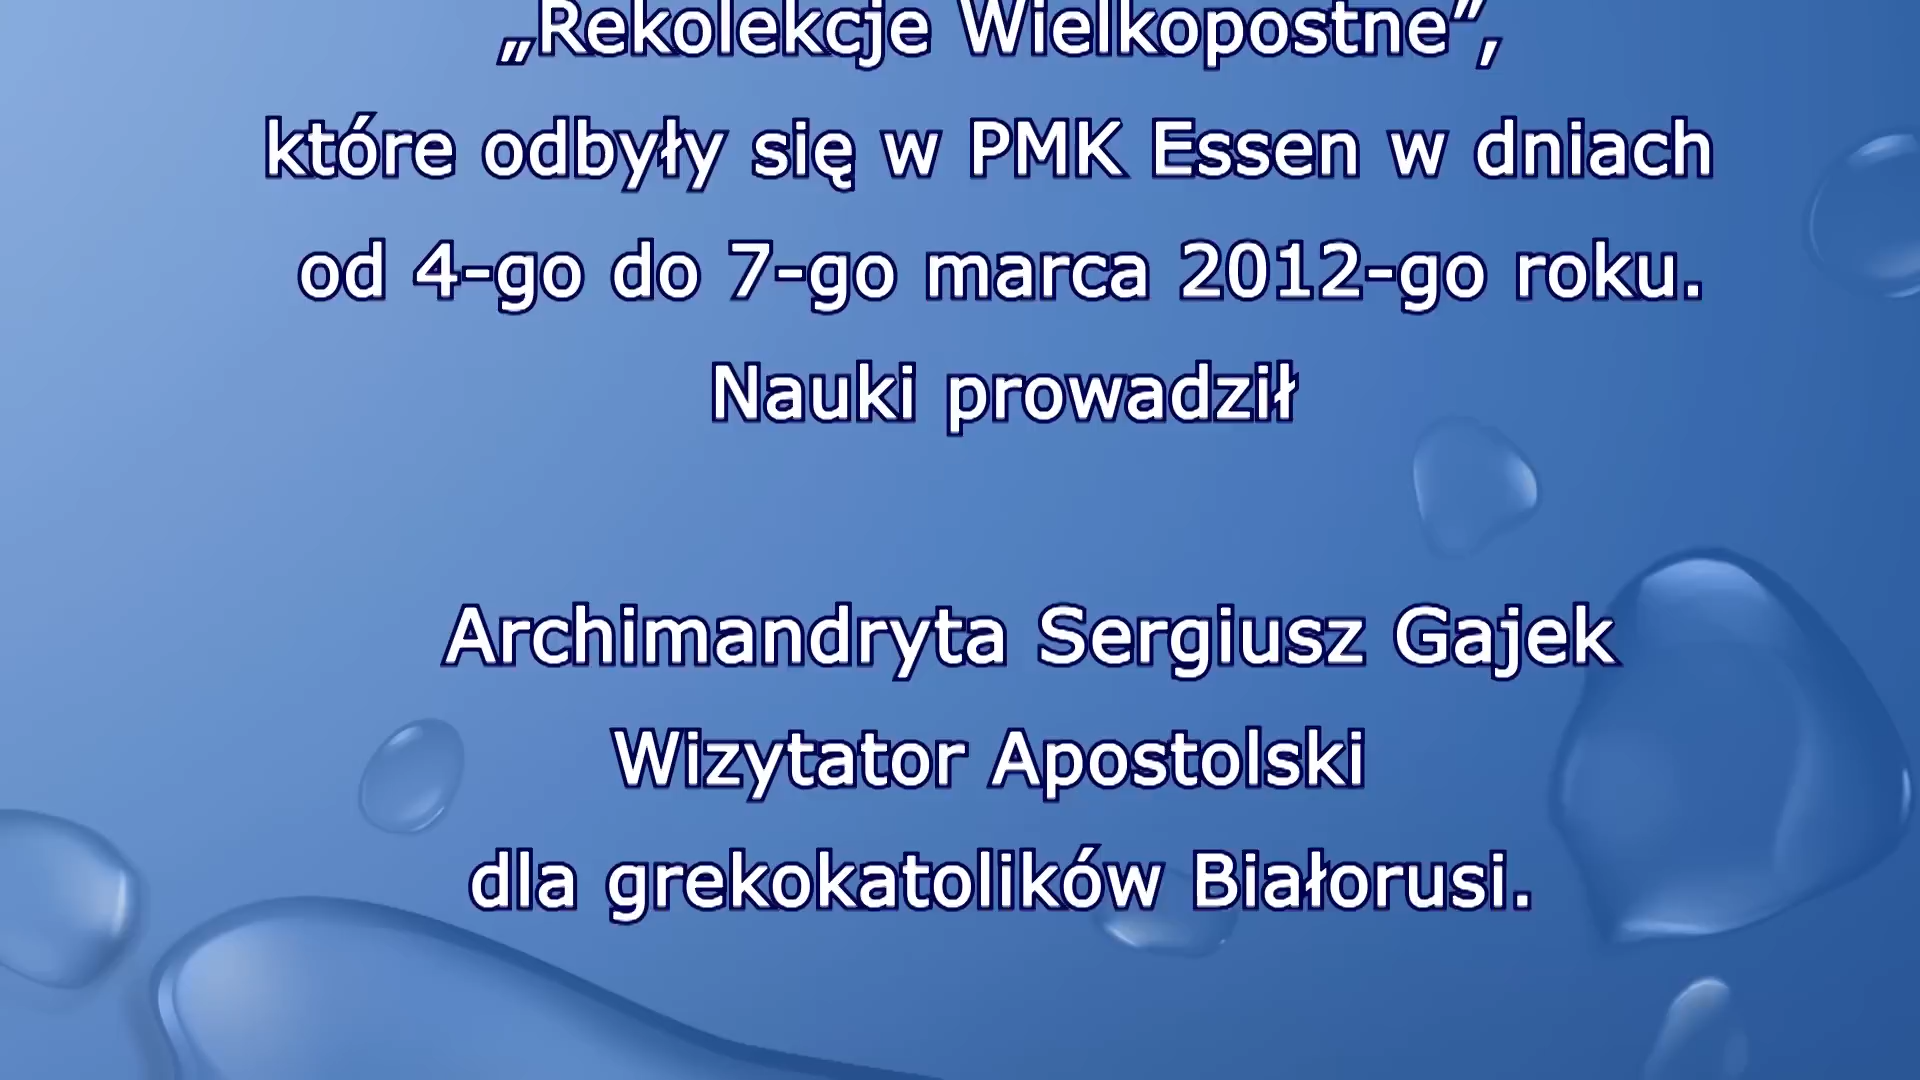 „Rekolekcje Wielkopostne”,
które odbyły się w PMK Essen w dniach
od 4-go do 7-go marca 2012-go roku.
Nauki prowadził
Archimandryta Sergiusz Gajek
Wizytator Apostolski
dla grekokatolików Białorusi.